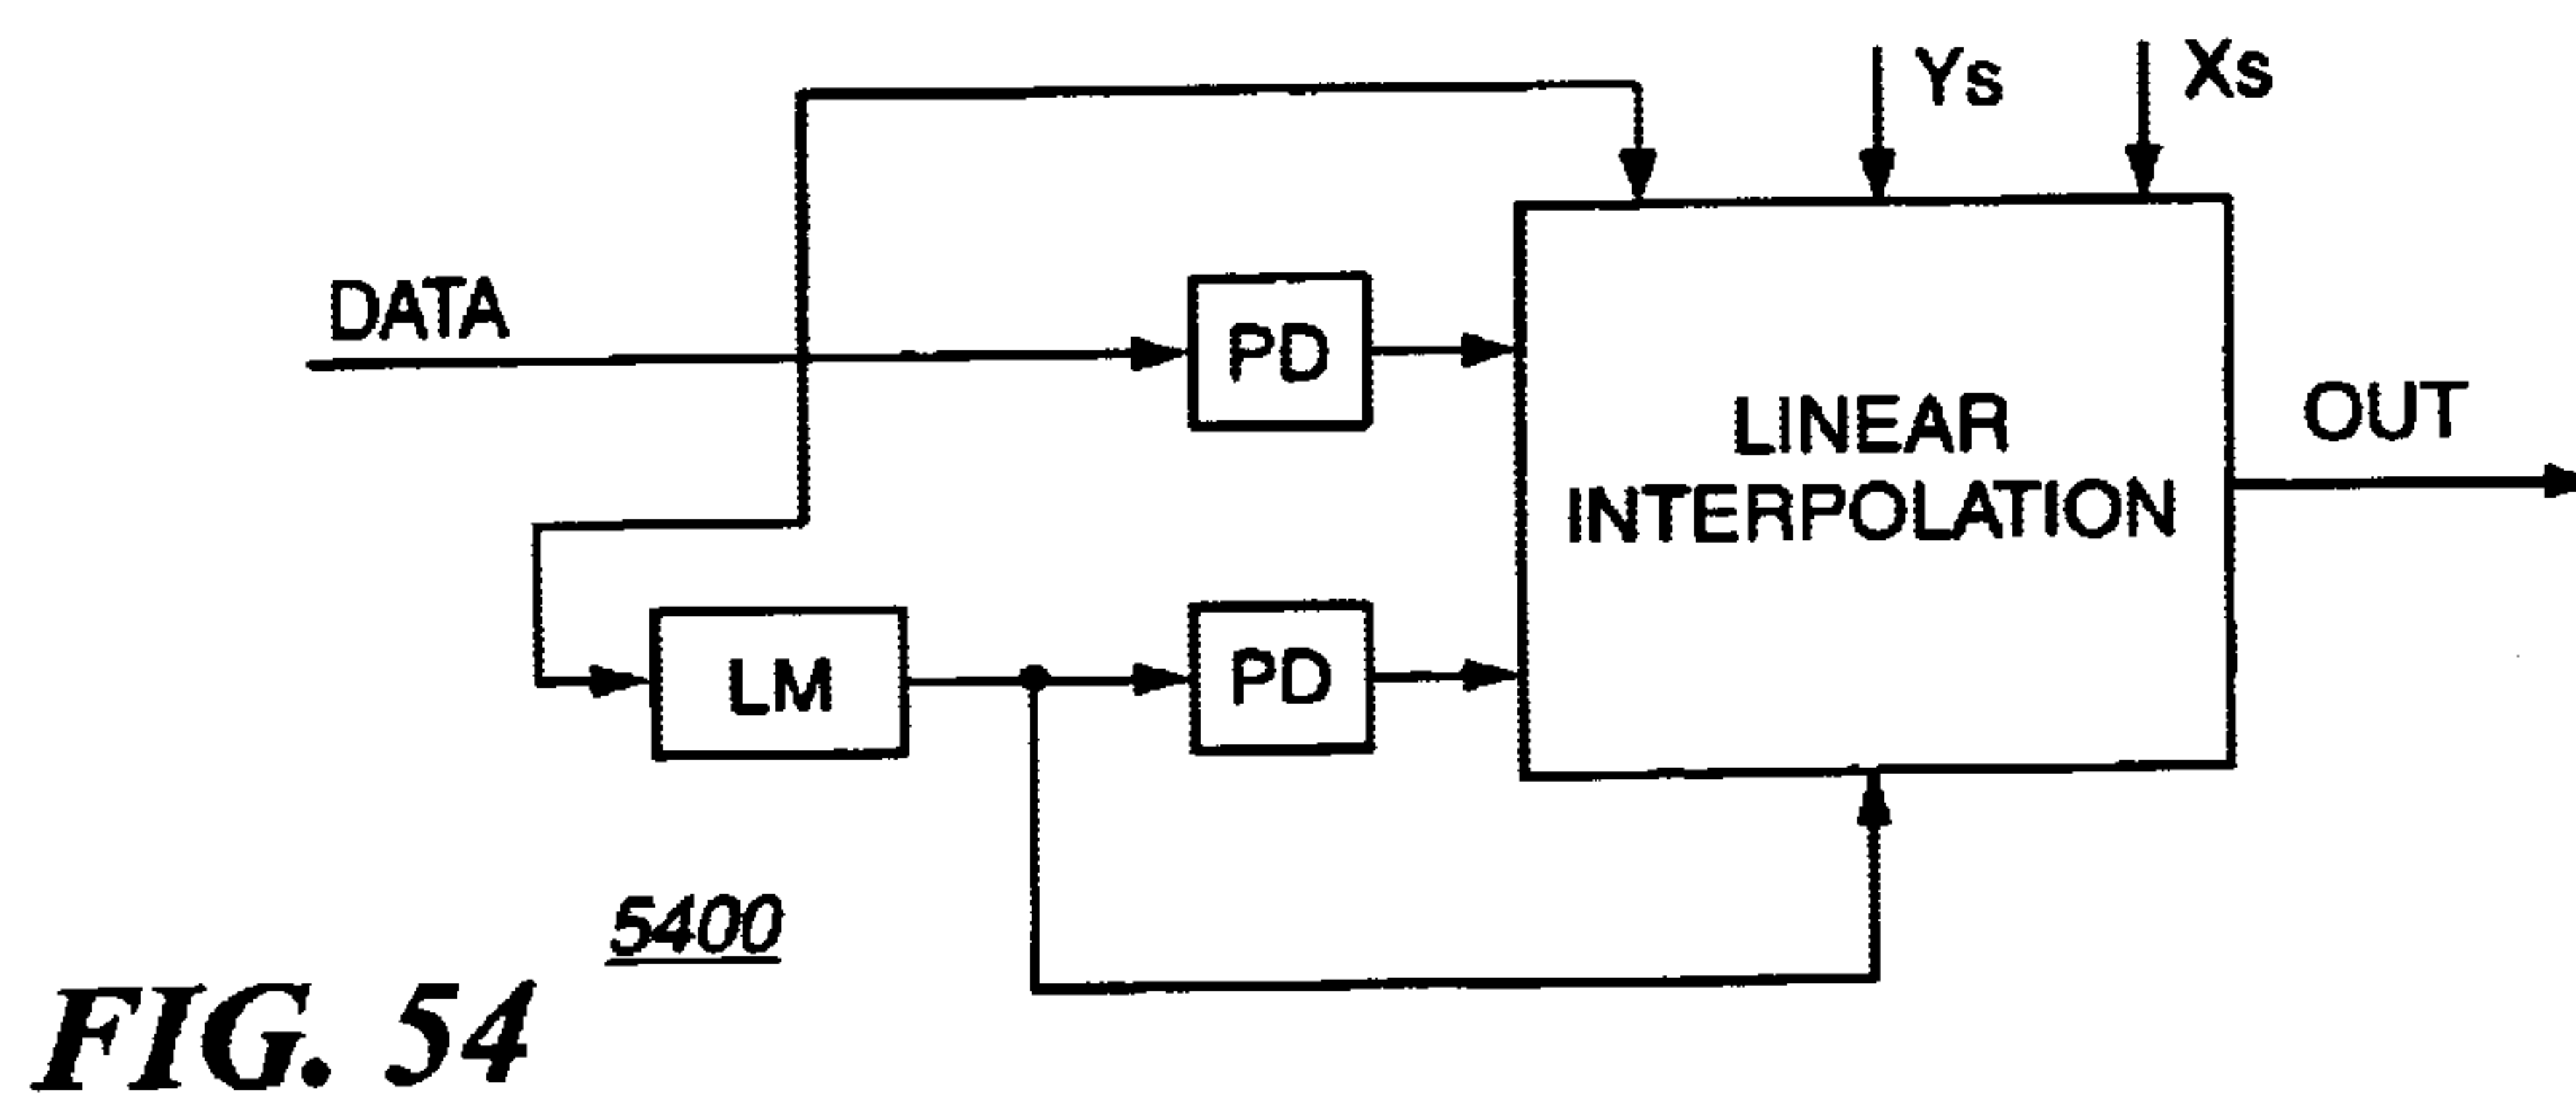 Ys
Xs
DATA
PD
LINEAR
INTERPOLATION
OUT
LM
PD
5400
FIG. 54